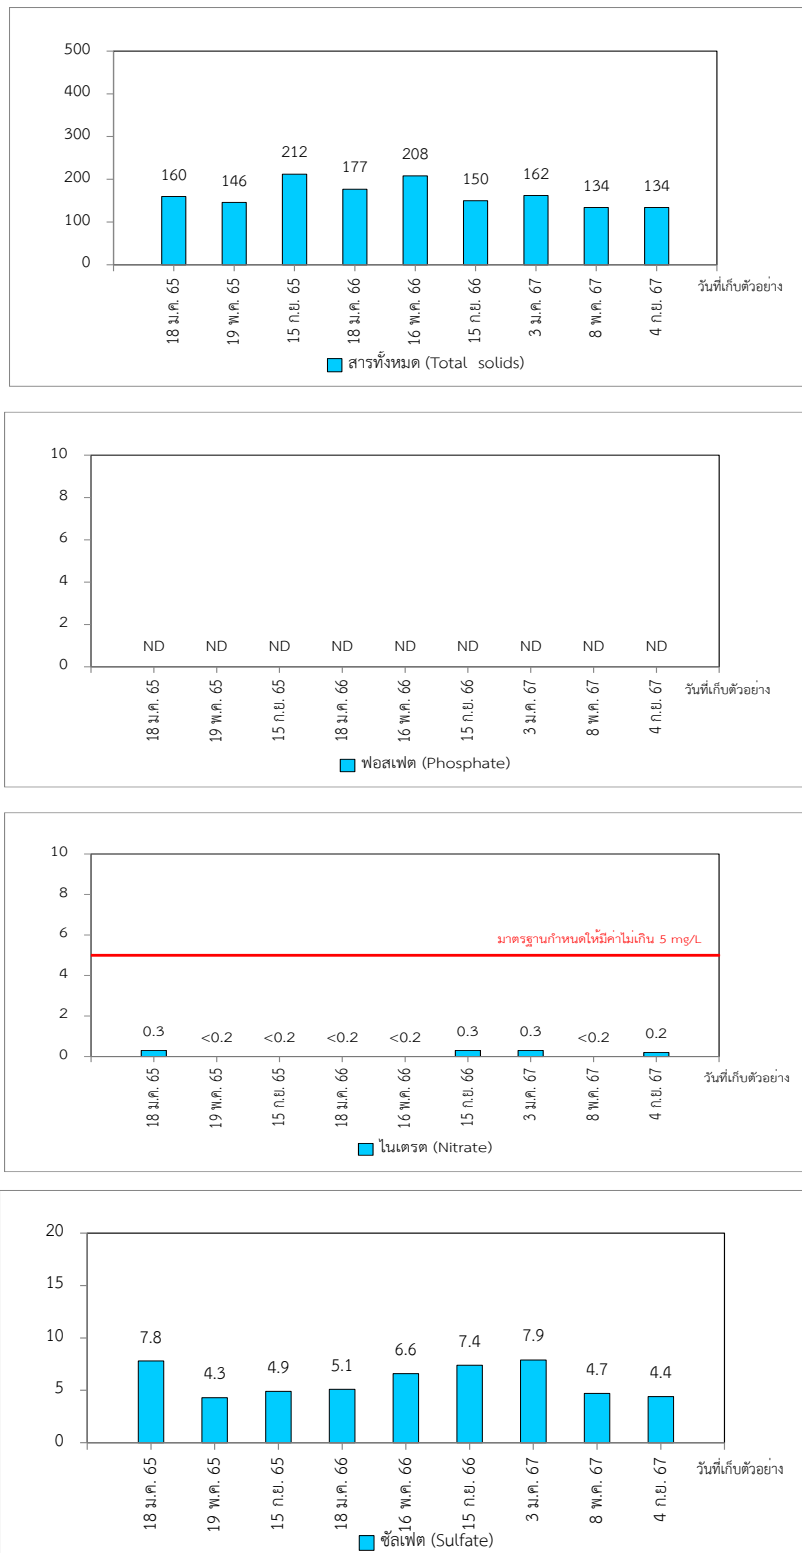 500
400
300
200
100
0
160 146 212 177 208 150 162 134 134
18 ม.ค. 65 19 พ.ค. 65 15 ก.ย. 65 18 ม.ค. 66 16 พ.ค. 66 15 ก.ย. 66 3 ม.ค. 67 8 พ.ค. 67 4 ก.ย. 67
วันที่เก็บตัวอย่าง
สารทั้งหมด (Total solids)
10
8
6
4
2
0
ND ND ND ND ND ND ND ND ND
18 ม.ค. 65 19 พ.ค. 65 15 ก.ย. 65 18 ม.ค. 66 16 พ.ค. 66 15 ก.ย. 66 3 ม.ค. 67 8 พ.ค. 67 4 ก.ย. 67
วันที่เก็บตัวอย่าง
ฟอสเฟต (Phosphate)
10
8
6
4
2
0
มาตรฐานกำหนดให้มีค่าไม่เกิน 5 mg/L
0.3 <0.2 <0.2 <0.2 <0.2 0.3 0.3 <0.2 0.2
18 ม.ค. 65 19 พ.ค. 65 15 ก.ย. 65 18 ม.ค. 66 16 พ.ค. 66 15 ก.ย. 66 3 ม.ค. 67 8 พ.ค. 67 4 ก.ย. 67
วันที่เก็บตัวอย่าง
ไนเตรต (Nitrate)
20
15
10
5
0
7.8 4.3 4.9 5.1 6.6 7.4 7.9 4.7 4.4
18 ม.ค. 65 19 พ.ค. 65 15 ก.ย. 65 18 ม.ค. 66 16 พ.ค. 66 15 ก.ย. 66 3 ม.ค. 67 8 พ.ค. 67 4 ก.ย. 67
วันที่เก็บตัวอย่าง
ซัลเฟต (Sulfate)